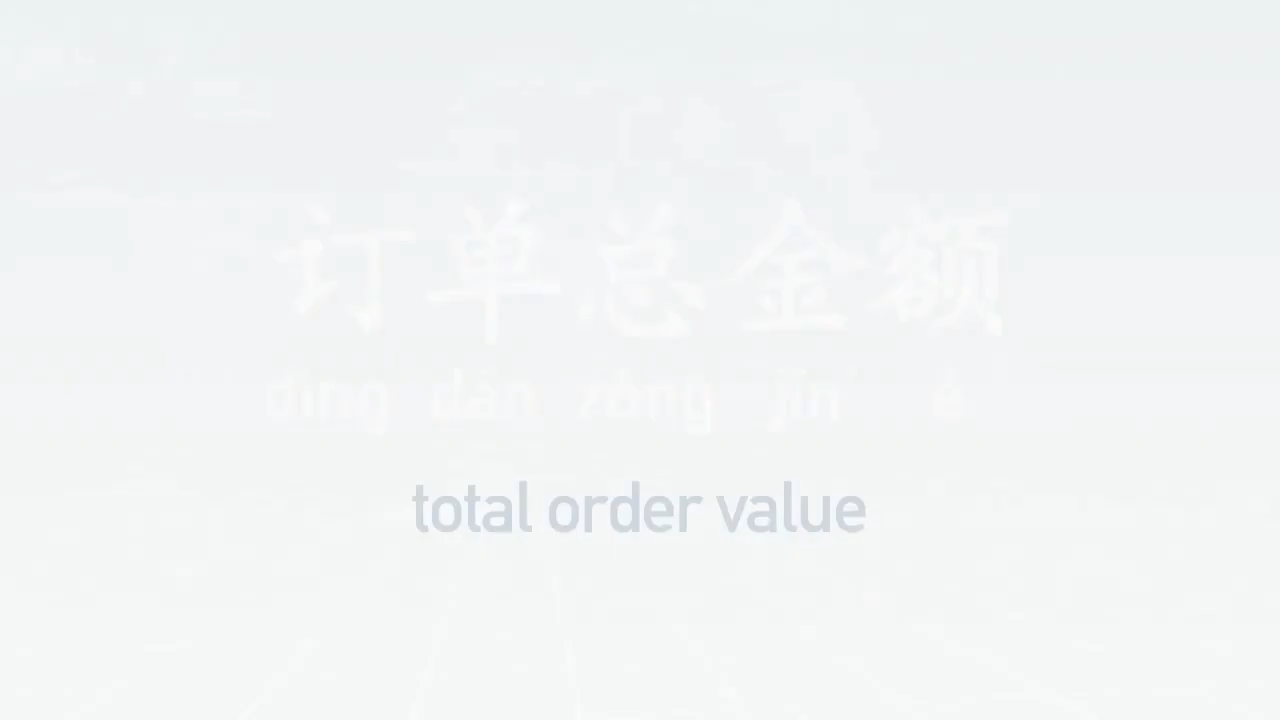 订单总金额
dìng dān zǒng jīn é
total order value